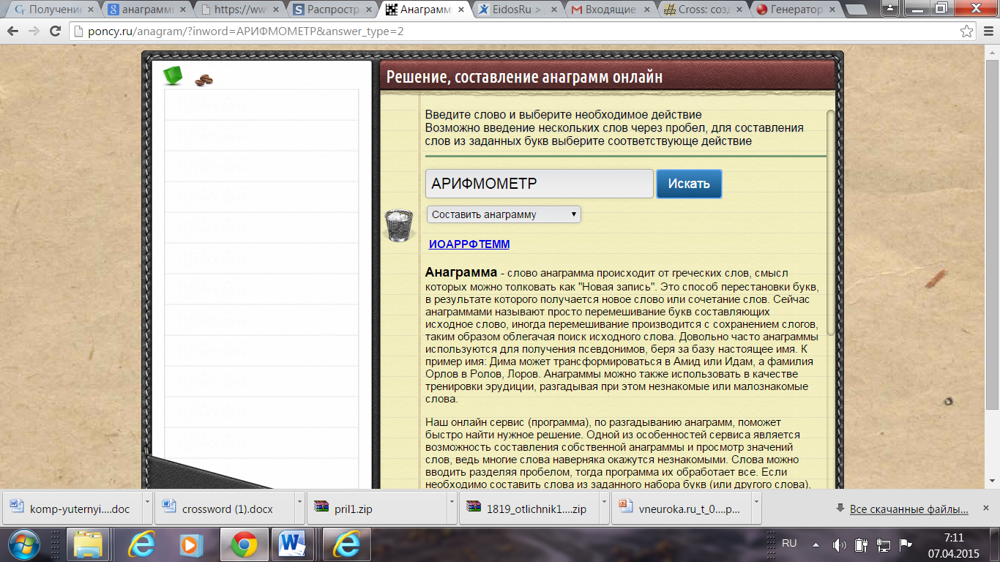 Получение
анаграммы
https://www
Распростр
Анаграмм
EidosRu >
Входящие
Cross: созд
Генератор
poncy.ru/anagram/?inword=АРИФМОМЕТР&answer_type=2
Решение, составление анаграмм онлайн
Введите слово и выберите необходимое действие
Возможно введение нескольких слов через пробел, для составления
слов из заданных букв выберите соответствующе действие
АРИФМОМЕТР
Искать
Составить анаграмму
ИОАРРФТЕММ
Анаграмма - слово анаграмма происходит от греческих слов, смысл
которых можно толковать как "Новая запись". Это способ перестановки букв,
в результате которого получается новое слово или сочетание слов. Сейчас
анаграммами называют просто перемешивание букв составляющих
исходное слово, иногда перемешивание производится с сохранением слогов,
таким образом облегачая поиск исходного слова. Довольно часто анаграммы
используются для получения псевдонимов, беря за базу настоящее имя. К
пример имя: Дима может трансформироваться в Амид или Идам, а фамилия
Орлов в Ролов, Лоров. Анаграммы можно также использовать в качестве
тренировки эрудиции, разгадывая при этом незнакомые или малознакомые
слова.
Наш онлайн сервис (программа), по разгадыванию анаграмм, поможет
быстро найти нужное решение. Одной из особенностей сервиса является
возможность составления собственной анаграммы и просмотр значений
слов, ведь многие слова наверняка окажутся незнакомыми. Слова можно
вводить разделяя пробелом, тогда программа их обработает все. Если
необходимо составить слова из заданного набора букв (или другого слова),
komp-yuternyi....doc
crossword (1).docx
pril1.zip
1819_otlichnik1....zip
vneuroka.ru_t_0....p...
Все скачанные файлы...
RU
7:11
07.04.2015